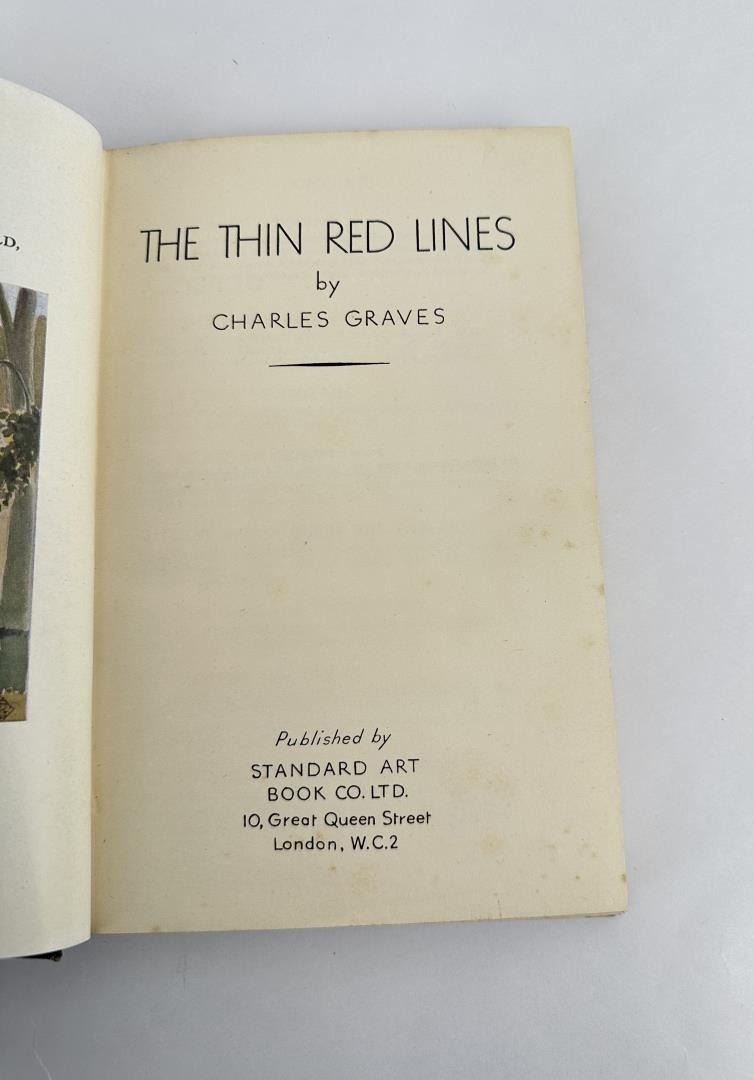 THE THIN RED LINES
by
CHARLES GRAVES
Published by
STANDARD ART
BOOK CO. LTD.
10, Great Queen Street
London, W.C.2